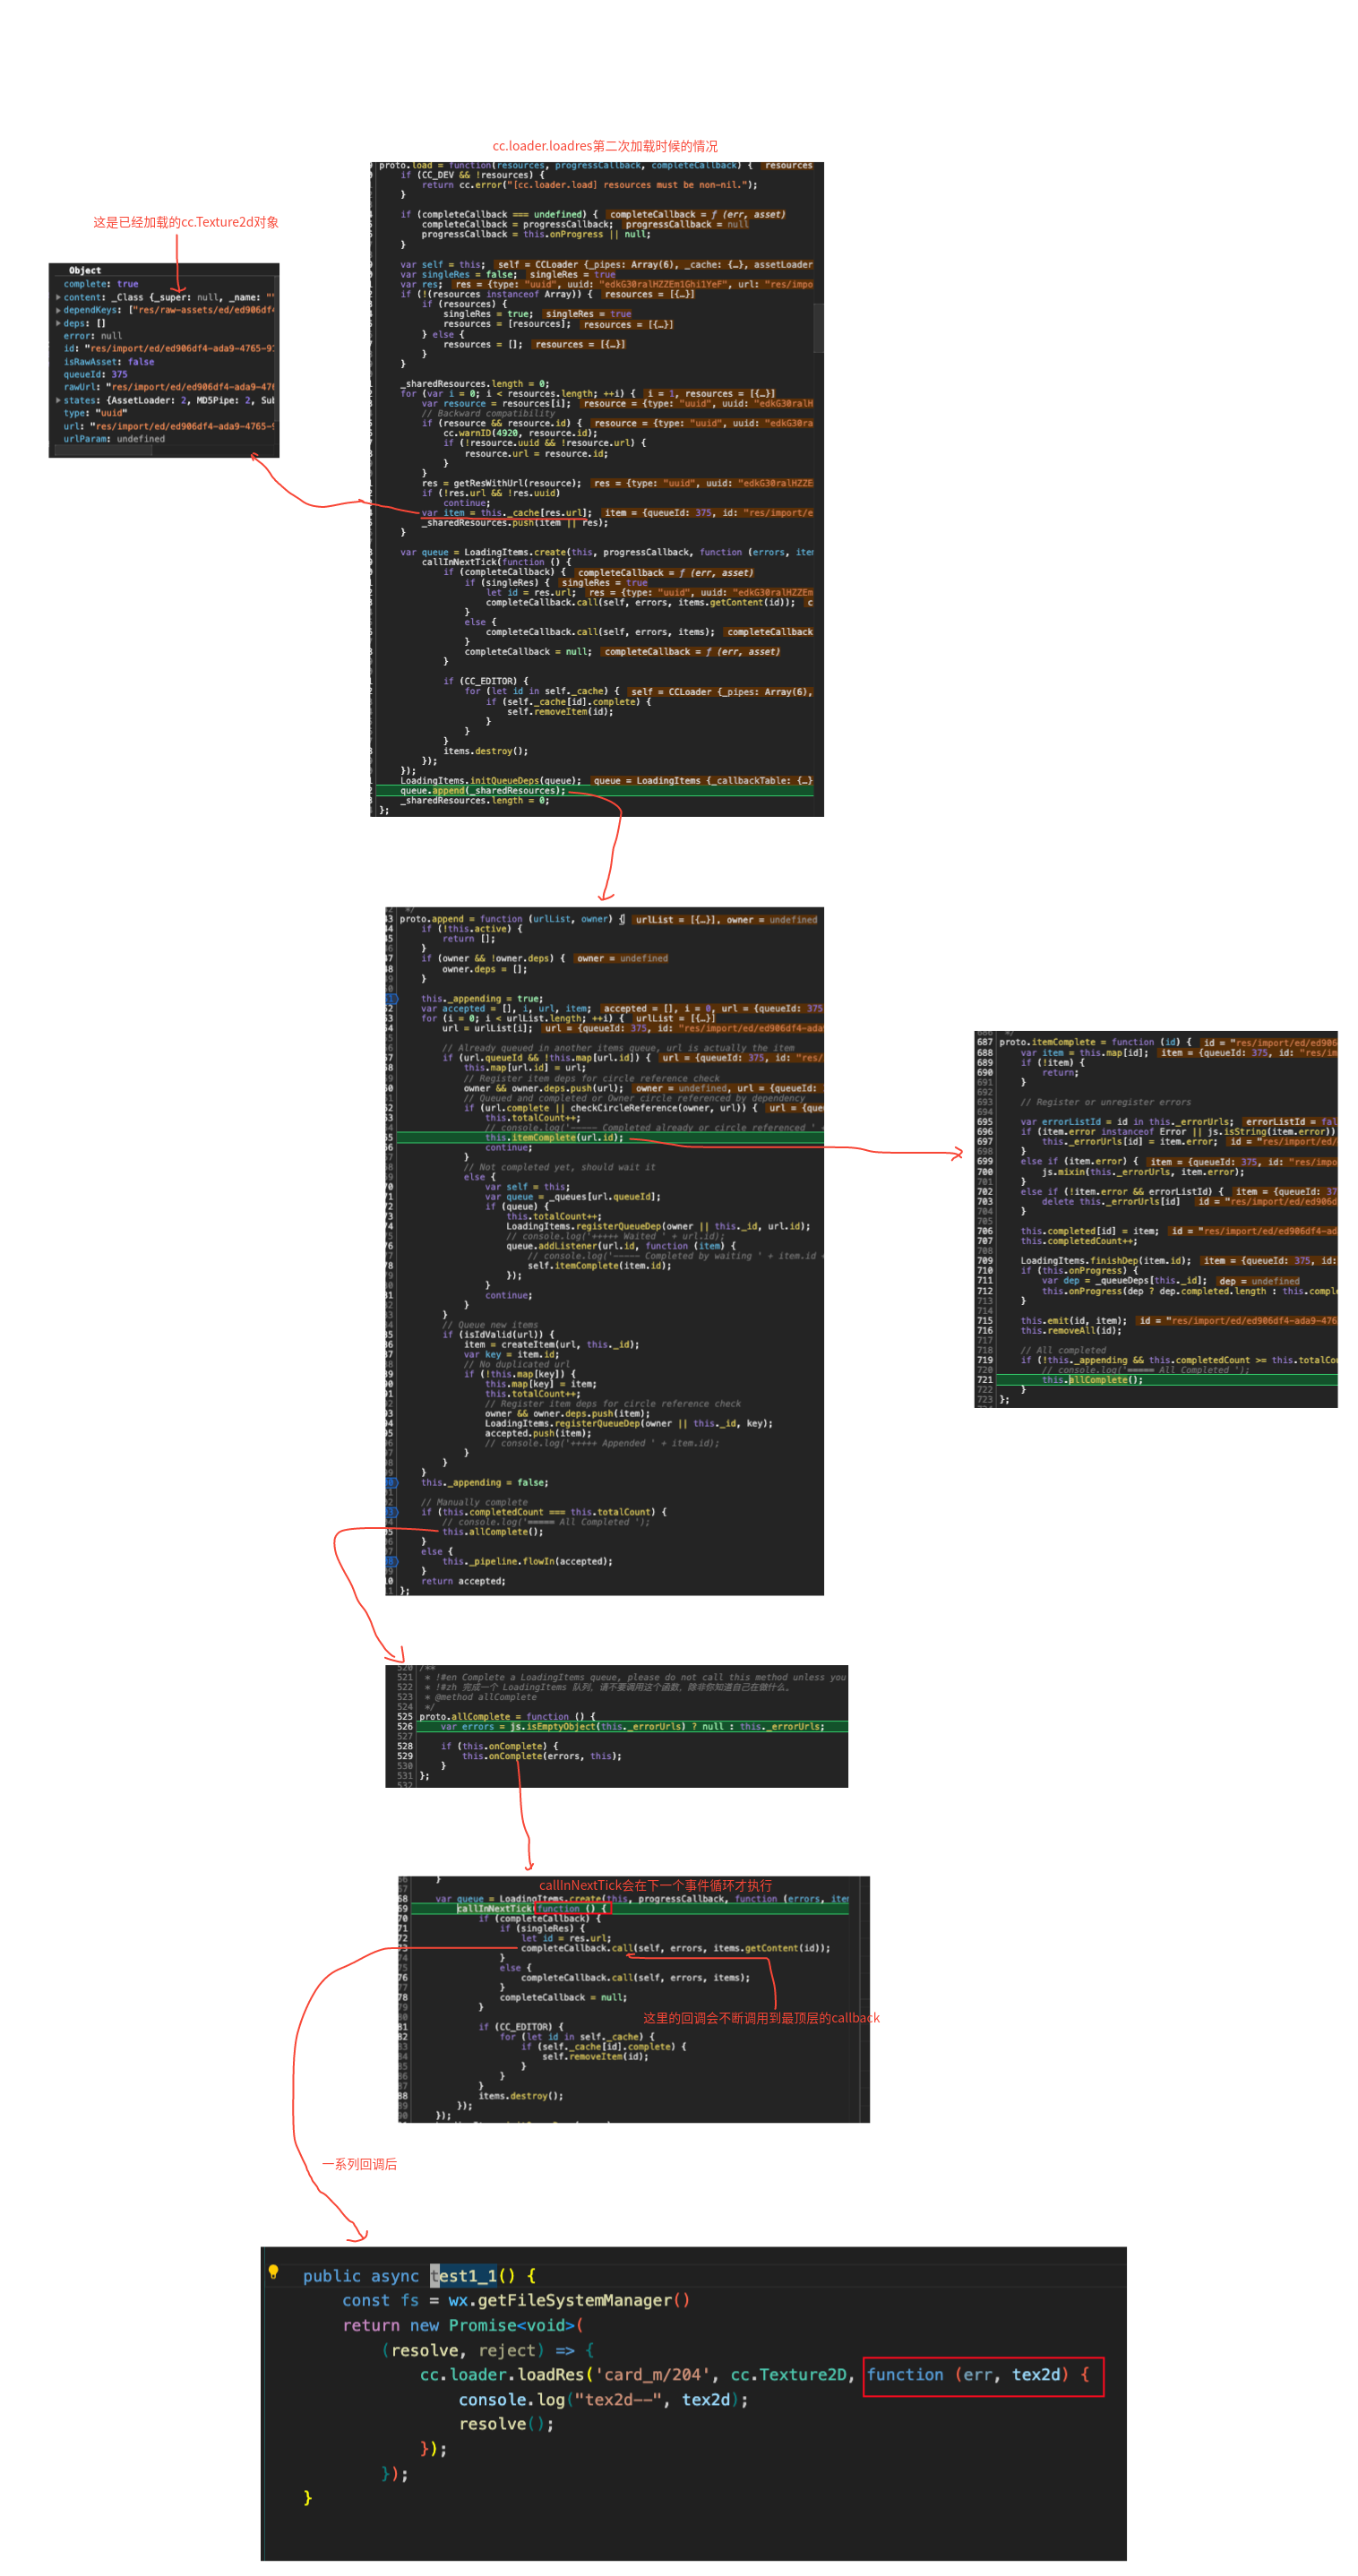 cc.loader.loadres第二次加载时候的情况
proto.load = function(resources, progressCallback, completeCallback) { resources
if (CC_DEV && !resources) {
return cc.error("[cc.loader.load] resources must be non-nil.");
}
if (completeCallback === undefined) { completeCallback = ƒ (err, asset)
completeCallback = progressCallback; progressCallback = null
progressCallback = this.onProgress || null;
}
var self = this; self = CCLoader {_pipes: Array(6), _cache: {…}, assetLoader
var singleRes = false; singleRes = true
var res; res = {type: "uuid", uuid: "edkG30ralHZZEm1Ghi1YeF", url: "res/impo
if (!(resources instanceof Array)) { resources = [{…}]
if (resources) {
singleRes = true; singleRes = true
resources = [resources]; resources = [{…}]
} else {
resources = []; resources = [{…}]
}
}
_sharedResources.length = 0;
for (var i = 0; i < resources.length; ++i) { i = 1, resources = [{…}]
var resource = resources[i]; resource = {type: "uuid", uuid: "edkG30ralH
// Backward compatibility
if (resource && resource.id) { resource = {type: "uuid", uuid: "edkG30ra
cc.warnID(4920, resource.id);
if (!resource.uuid && !resource.url) {
resource.url = resource.id;
}
}
res = getResWithUrl(resource); res = {type: "uuid", uuid: "edkG30ralHZZE
if (!res.url && !res.uuid)
continue;
var item = this._cache[res.url]; item = {queueId: 375, id: "res/import/e
_sharedResources.push(item || res);
}
var queue = LoadingItems.create(this, progressCallback, function (errors, item
callInNextTick(function () {
if (completeCallback) { completeCallback = ƒ (err, asset)
if (singleRes) { singleRes = true
let id = res.url; res = {type: "uuid", uuid: "edkG30ralHZZEm
completeCallback.call(self, errors, items.getContent(id)); c
}
else {
completeCallback.call(self, errors, items); completeCallback
}
completeCallback = null; completeCallback = ƒ (err, asset)
}
if (CC_EDITOR) {
for (let id in self._cache) { self = CCLoader {_pipes: Array(6),
if (self._cache[id].complete) {
self.removeItem(id);
}
}
}
items.destroy();
});
});
LoadingItems.initQueueDeps(queue); queue = LoadingItems {_callbackTable: {…}
queue.append(_sharedResources);
_sharedResources.length = 0;
};
这是已经加载的cc.Texture2d对象
Object
complete: true
content: _Class {_super: null, _name: ""
dependKeys: ["res/raw-assets/ed/ed906df4
deps: []
error: null
id: "res/import/ed/ed906df4-ada9-4765-91
isRawAsset: false
queueId: 375
rawUrl: "res/import/ed/ed906df4-ada9-476
states: {AssetLoader: 2, MD5Pipe: 2, Sub
type: "uuid"
url: "res/import/ed/ed906df4-ada9-4765-9
urlParam: undefined
proto.append = function (urlList, owner) { urlList = [{…}], owner = undefined
if (!this.active) {
return [];
}
if (owner && !owner.deps) { owner = undefined
owner.deps = [];
}
this._appending = true;
var accepted = [], i, url, item; accepted = [], i = 0, url = {queueId: 375
for (i = 0; i < urlList.length; ++i) { urlList = [{…}]
url = urlList[i]; url = {queueId: 375, id: "res/import/ed/ed906df4-ada
// Already queued in another items queue, url is actually the item
if (url.queueId && !this.map[url.id]) { url = {queueId: 375, id: "res/
this.map[url.id] = url;
// Register item deps for circle reference check
owner && owner.deps.push(url); owner = undefined, url = {queueId:
// Queued and completed or Owner circle referenced by dependency
if (url.complete || checkCircleReference(owner, url)) { url = {que
this.totalCount++;
// console.log('----- Completed already or circle referenced '
this.itemComplete(url.id);
continue;
}
// Not completed yet, should wait it
else {
var self = this;
var queue = _queues[url.queueId];
if (queue) {
this.totalCount++;
LoadingItems.registerQueueDep(owner || this._id, url.id);
// console.log('+++++ Waited ' + url.id);
queue.addListener(url.id, function (item) {
// console.log('----- Completed by waiting ' + item.id
self.itemComplete(item.id);
});
}
continue;
}
}
// Queue new items
if (isIdValid(url)) {
item = createItem(url, this._id);
var key = item.id;
// No duplicated url
if (!this.map[key]) {
this.map[key] = item;
this.totalCount++;
// Register item deps for circle reference check
owner && owner.deps.push(item);
LoadingItems.registerQueueDep(owner || this._id, key);
accepted.push(item);
// console.log('+++++ Appended ' + item.id);
}
}
}
this._appending = false;
// Manually complete
if (this.completedCount === this.totalCount) {
// console.log('===== All Completed ');
this.allComplete();
}
else {
this._pipeline.flowIn(accepted);
}
return accepted;
};
687 proto.itemComplete = function (id) { id = "res/import/ed/ed906
688 var item = this.map[id]; item = {queueId: 375, id: "res/im
689 if (!item) {
690 return;
691 }
692
693 // Register or unregister errors
694
695 var errorListId = id in this._errorUrls; errorListId = fal
696 if (item.error instanceof Error || js.isString(item.error))
697 this._errorUrls[id] = item.error; id = "res/import/ed/
698 }
699 else if (item.error) { item = {queueId: 375, id: "res/impo
700 js.mixin(this._errorUrls, item.error);
701 }
702 else if (!item.error && errorListId) { item = {queueId: 37
703 delete this._errorUrls[id] id = "res/import/ed/ed906d
704 }
705
706 this.completed[id] = item; id = "res/import/ed/ed906df4-ad
707 this.completedCount++;
708
709 LoadingItems.finishDep(item.id); item = {queueId: 375, id:
710 if (this.onProgress) {
711 var dep = _queueDeps[this._id]; dep = undefined
712 this.onProgress(dep ? dep.completed.length : this.comple
713 }
714
715 this.emit(id, item); id = "res/import/ed/ed906df4-ada9-476
716 this.removeAll(id);
717
718 // All completed
719 if (!this._appending && this.completedCount >= this.totalCou
720 // console.log('===== All Completed ');
721 this.allComplete();
722 }
723 };
520 /**
521 * !#en Complete a LoadingItems queue, please do not call this method unless you
522 * !#zh 完成一个 LoadingItems 队列，请不要调用这个函数，除非你知道自己在做什么。
523 * @method allComplete
524 */
525 proto.allComplete = function () {
526 var errors = js.isEmptyObject(this._errorUrls) ? null : this._errorUrls;
527
528 if (this.onComplete) {
529 this.onComplete(errors, this);
530 }
531 };
532
}
callInNextTick会在下一个事件循环才执行
68 var queue = LoadingItems.create(this, progressCallback, function (errors, item
69 callInNextTick(function () {
70 if (completeCallback) {
71 if (singleRes) {
72 let id = res.url;
73 completeCallback.call(self, errors, items.getContent(id));
74 }
75 else {
76 completeCallback.call(self, errors, items);
77 }
78 completeCallback = null;
79 }
80
81 if (CC_EDITOR) {
82 for (let id in self._cache) {
83 if (self._cache[id].complete) {
84 self.removeItem(id);
85 }
86 }
87 }
88 items.destroy();
89 });
90 });
这里的回调会不断调用到最顶层的callback
一系列回调后
public async test1_1() {
const fs = wx.getFileSystemManager()
return new Promise<void>(
(resolve, reject) => {
cc.loader.loadRes('card_m/204', cc.Texture2D, function (err, tex2d) {
console.log("tex2d--", tex2d);
resolve();
});
});
}